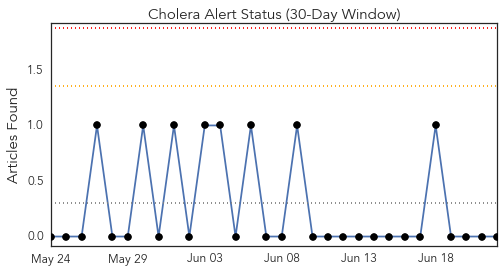 Cholera Alert Status (30-Day Window)
Articles Found
1.5
1.0
0.5
0.0
May 24
May 29
Jun 03
Jun 08
Jun 13
Jun 18